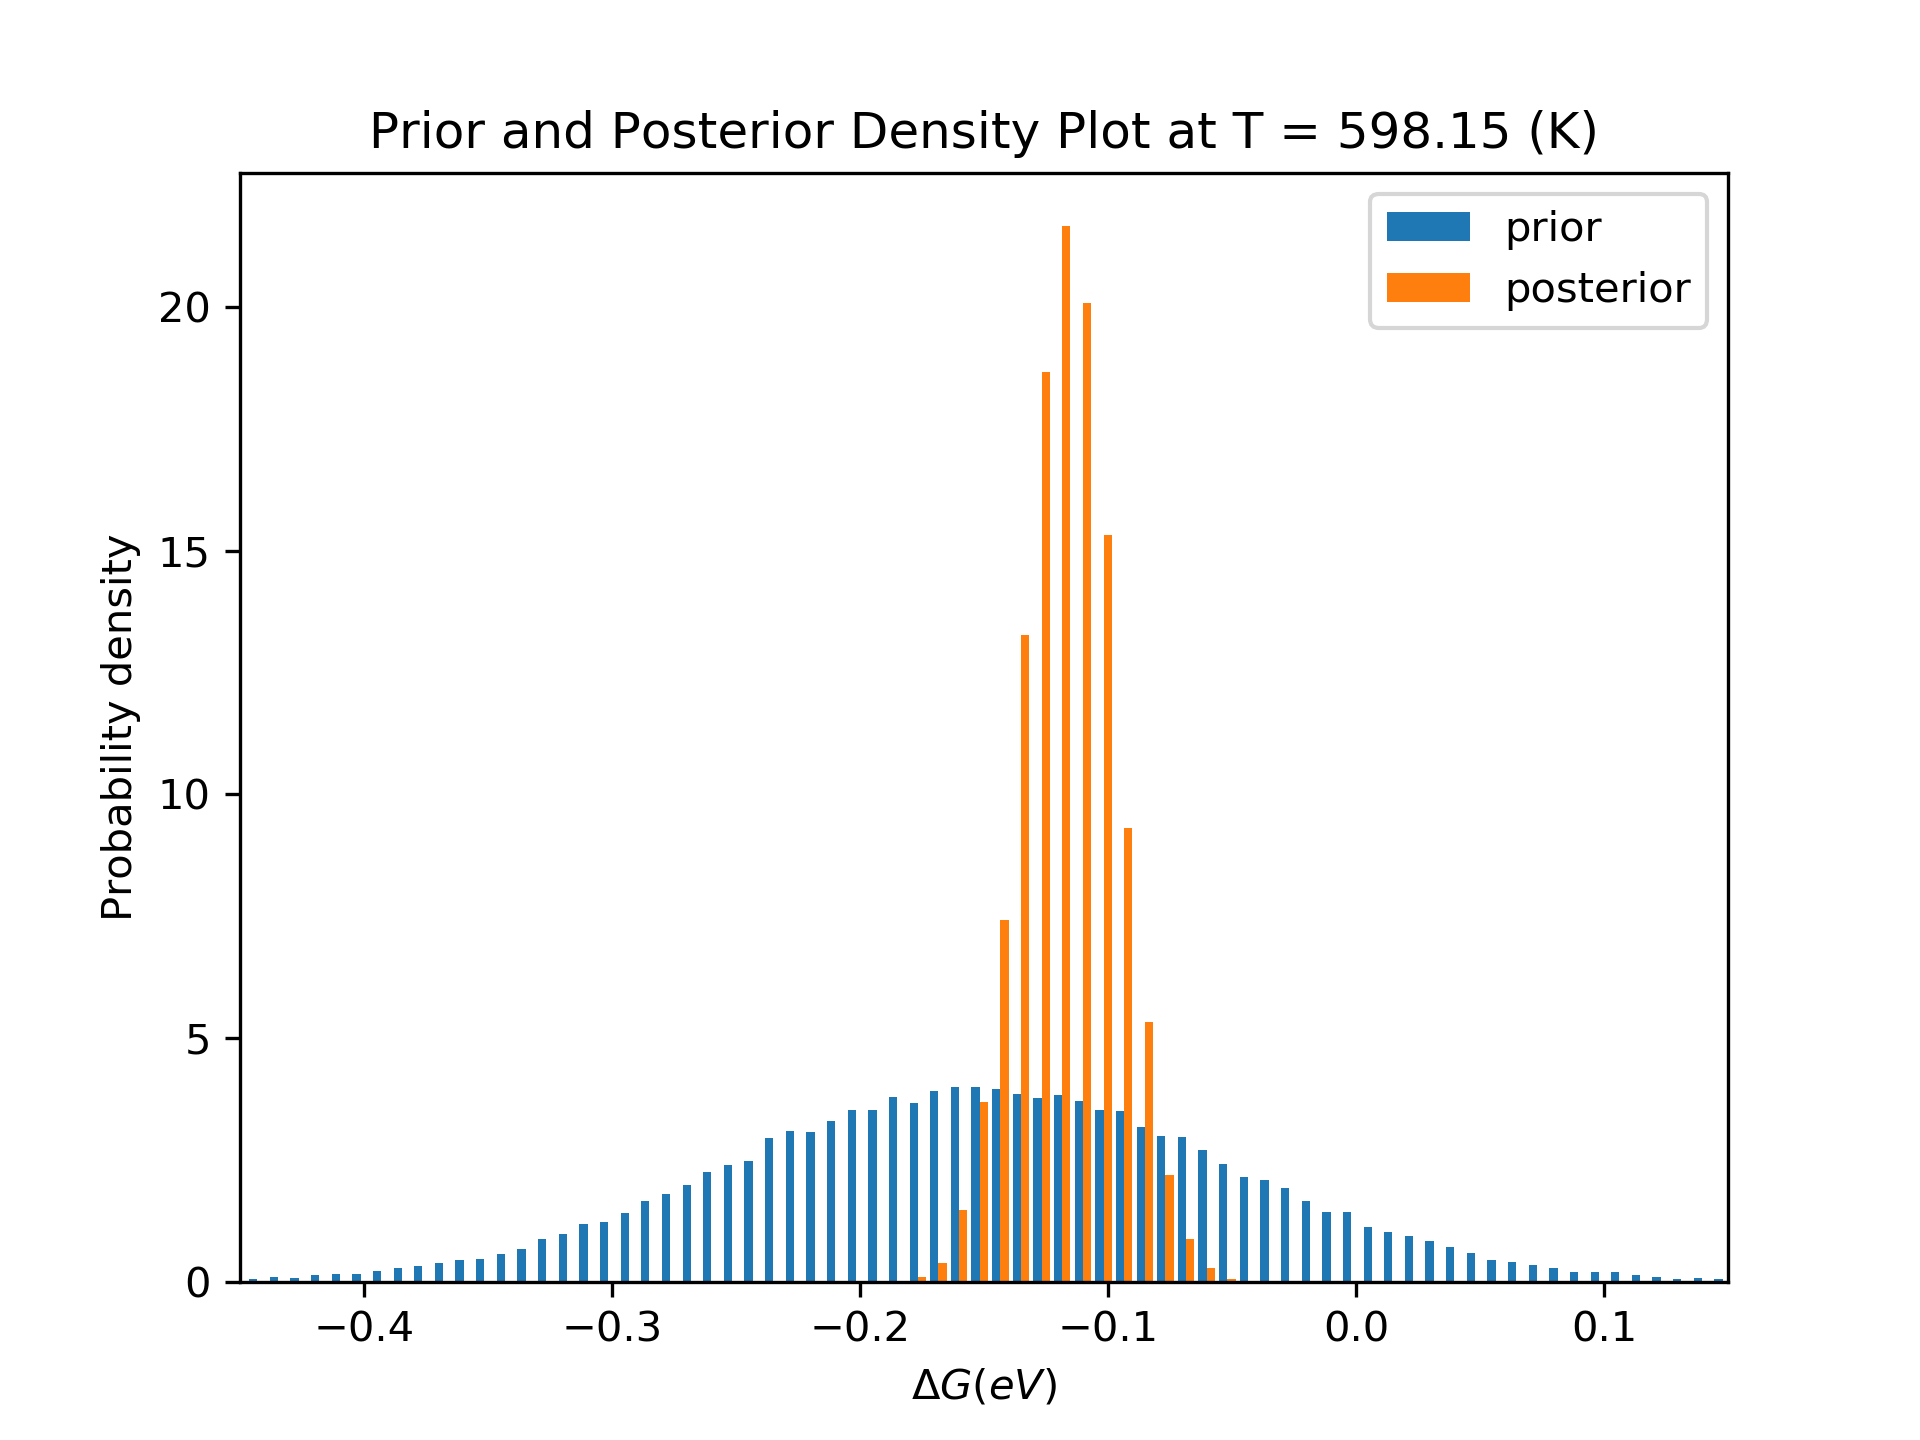 Prior and Posterior Density Plot at T = 598.15 (K)
prior
posterior
Probability density
20
15
10
5
0
−0.4 −0.3 −0.2 −0.1 0.0 0.1
ΔG(eV)